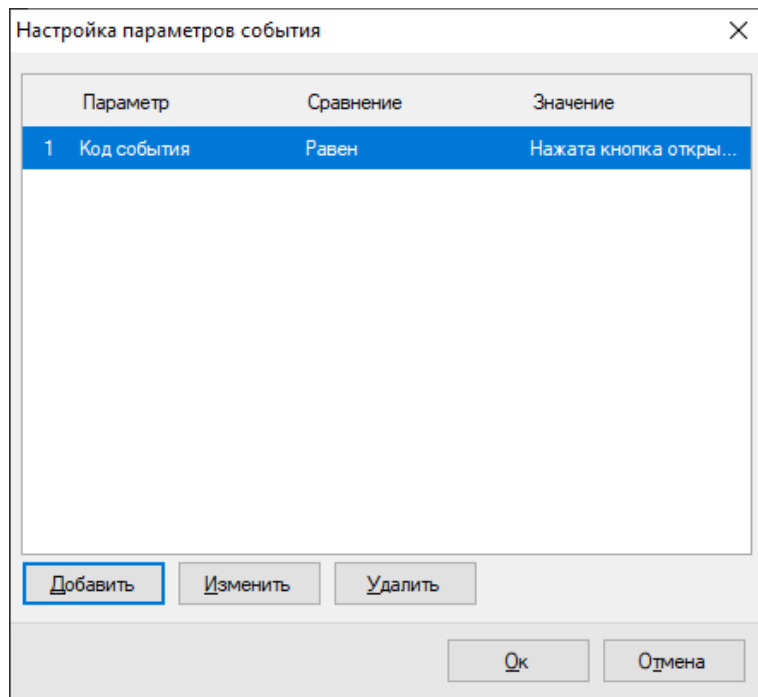 Настройка параметров события
Параметр Сравнение Значение
1 Код события Равен Нажата кнопка откры...
Добавить Изменить Удалить
Ок Отмена